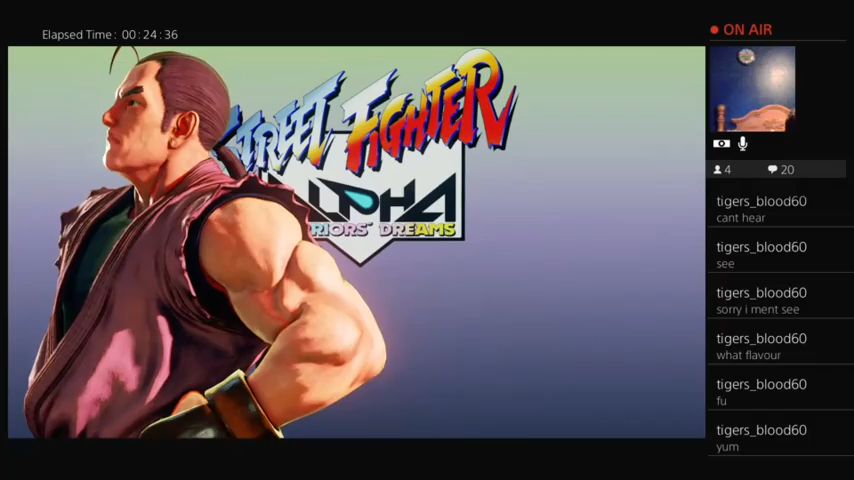 Elapsed Time: 00:24:36
ON AIR
STREET FIGHTER
ALPHA
RIORS' DREAMS
4
20
tigers_blood60
cant hear
tigers_blood60
see
tigers_blood60
sorry i ment see
tigers_blood60
what flavour
tigers_blood60
fu
tigers_blood60
yum